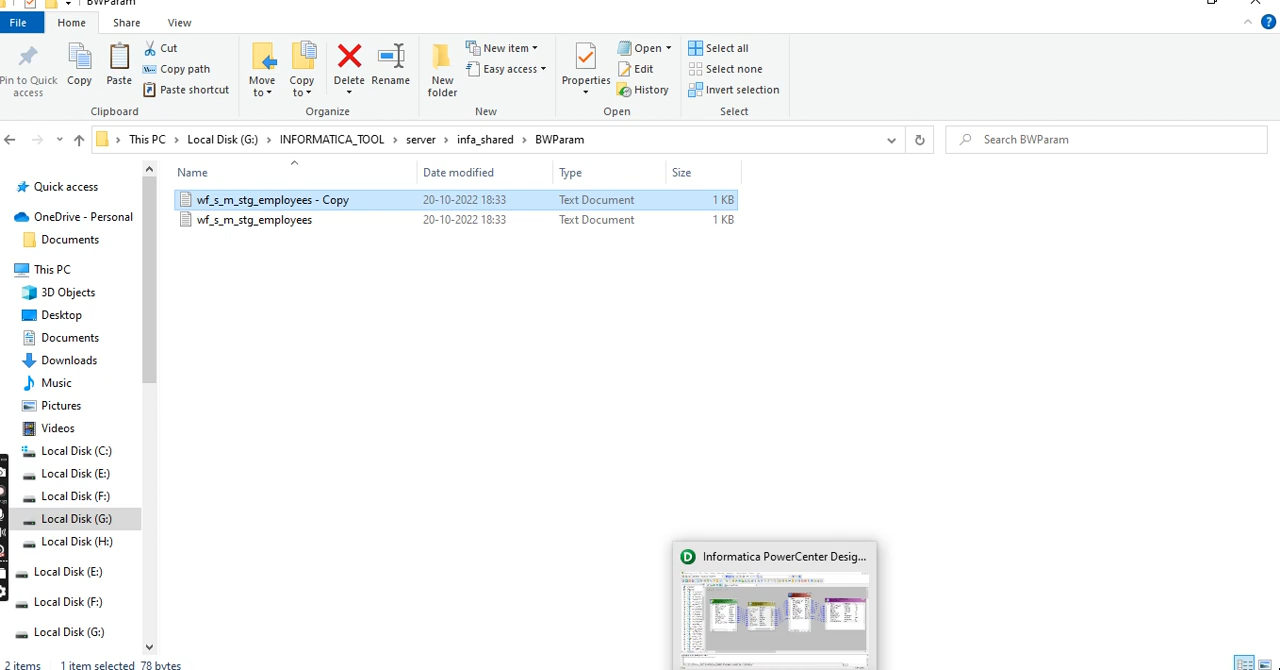 BWParam
File Home Share View
Pin to Quick access
Copy
Paste
Cut
Copy path
Paste shortcut
Clipboard
Move to
Copy to
Delete
Rename
Organize
New folder
New item
Easy access
New
Properties
Open
Edit
History
Open
Select all
Select none
Invert selection
Select
This PC > Local Disk (G:) > INFORMATICA_TOOL > server > infa_shared > BWParam
Search BWParam
Name Date modified Type Size
wf_s_m_stg_employees - Copy 20-10-2022 18:33 Text Document 1 KB
wf_s_m_stg_employees 20-10-2022 18:33 Text Document 1 KB
Quick access
OneDrive - Personal
Documents
This PC
3D Objects
Desktop
Documents
Downloads
Music
Pictures
Videos
Local Disk (C:)
Local Disk (E:)
Local Disk (F:)
Local Disk (G:)
Local Disk (H:)
Local Disk (E:)
Local Disk (F:)
Local Disk (G:)
D Informatica PowerCenter Desig...
2 items 1 item selected 78 bytes